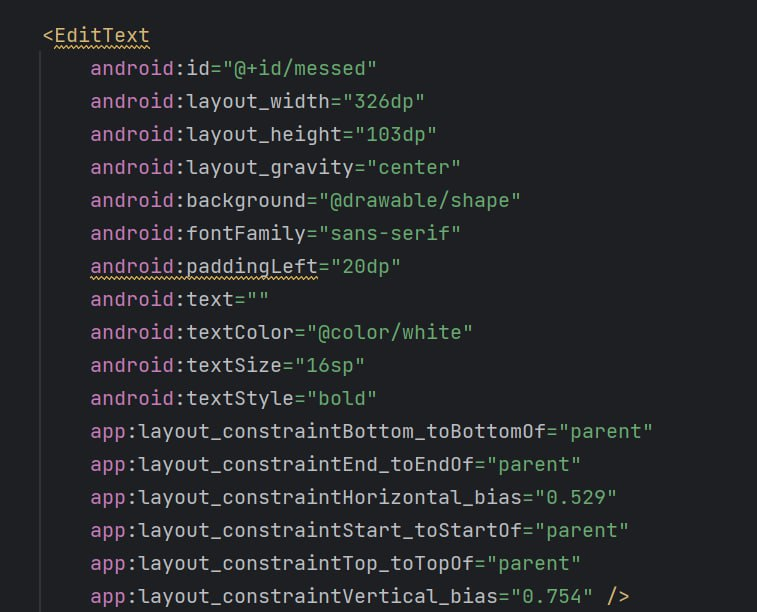 <EditText
android:id="@+id/messed"
android:layout_width="326dp"
android:layout_height="103dp"
android:layout_gravity="center"
android:background="@drawable/shape"
android:fontFamily="sans-serif"
android:paddingLeft="20dp"
android:text=""
android:textColor="@color/white"
android:textSize="16sp"
android:textStyle="bold"
app:layout_constraintBottom_toBottomOf="parent"
app:layout_constraintEnd_toEndOf="parent"
app:layout_constraintHorizontal_bias="0.529"
app:layout_constraintStart_toStartOf="parent"
app:layout_constraintTop_toTopOf="parent"
app:layout_constraintVertical_bias="0.754" />